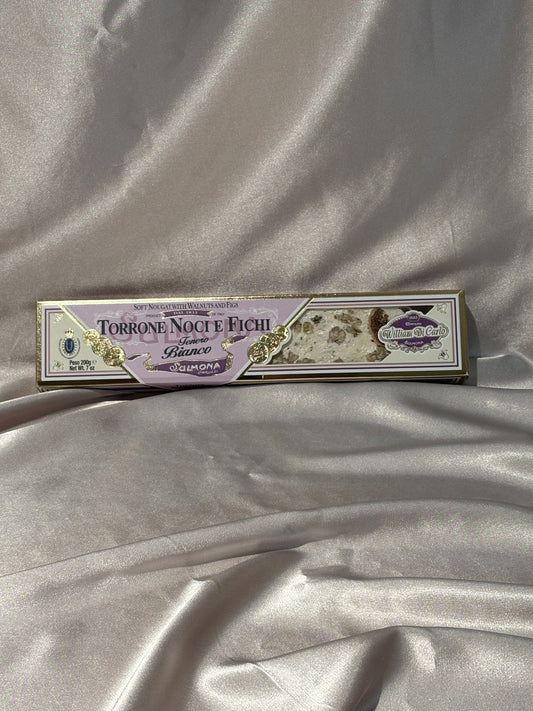 SOFT NOUGAT WITH WALNUTS AND FIGS
TORRONE NOCI E FICHI
Tenero
Bianco
SULMONA
Peso 200g e
Net Wt. 7 oz
William Di Carlo
SULMONA